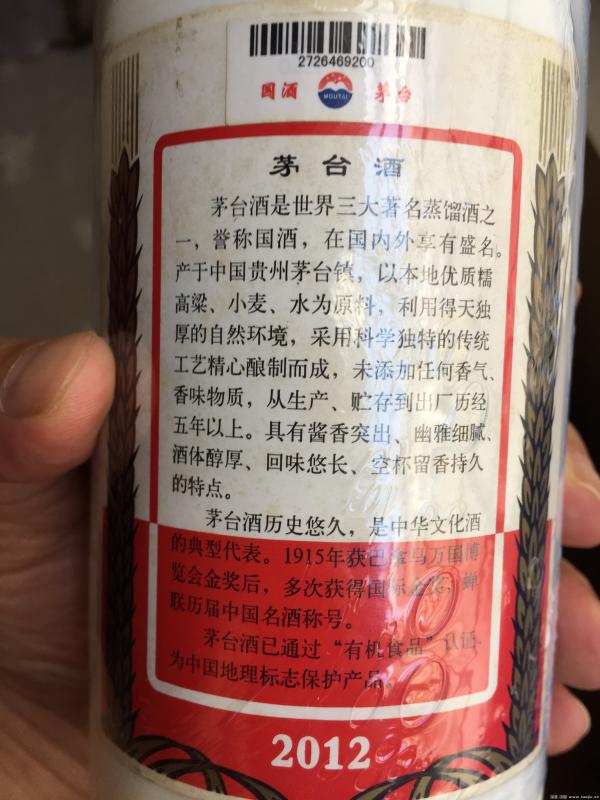 2726469200
国酒 MOUTAI 茅台
茅台酒
茅台酒是世界三大著名蒸馏酒之
一，誉称国酒，在国内外享有盛名。
产于中国贵州茅台镇，以本地优质糯
高粱、小麦、水为原料，利用得天独
厚的自然环境，采用科学独特的传统
工艺精心酿制而成，未添加任何香气、
香味物质，从生产、贮存到出厂历经
五年以上。具有酱香突出、幽雅细腻、
酒体醇厚、回味悠长、空杯留香持久
的特点。
茅台酒历史悠久，是中华文化酒
的典型代表。1915年获巴拿马万国博
览会金奖后，多次获得国际金奖，蝉
联历届中国名酒称号。
茅台酒已通过“有机食品”认证，
为中国地理标志保护产品。
2012